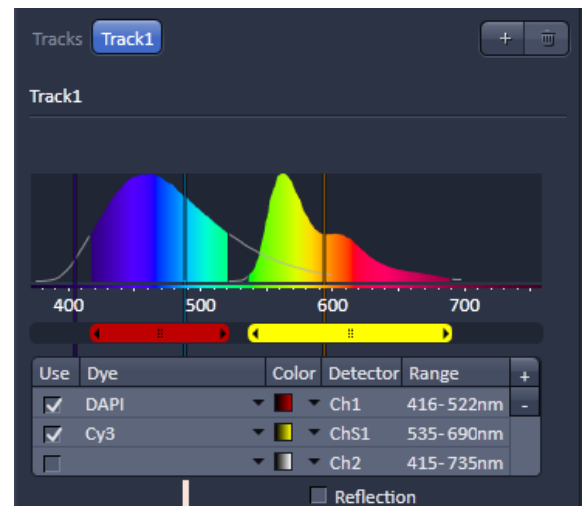 Tracks Track1 +
Track1
400 500 600 700
Use Dye Color Detector Range +
DAPI Ch1 416-522nm -
Cy3 ChS1 535-690nm
Ch2 415-735nm
Reflection